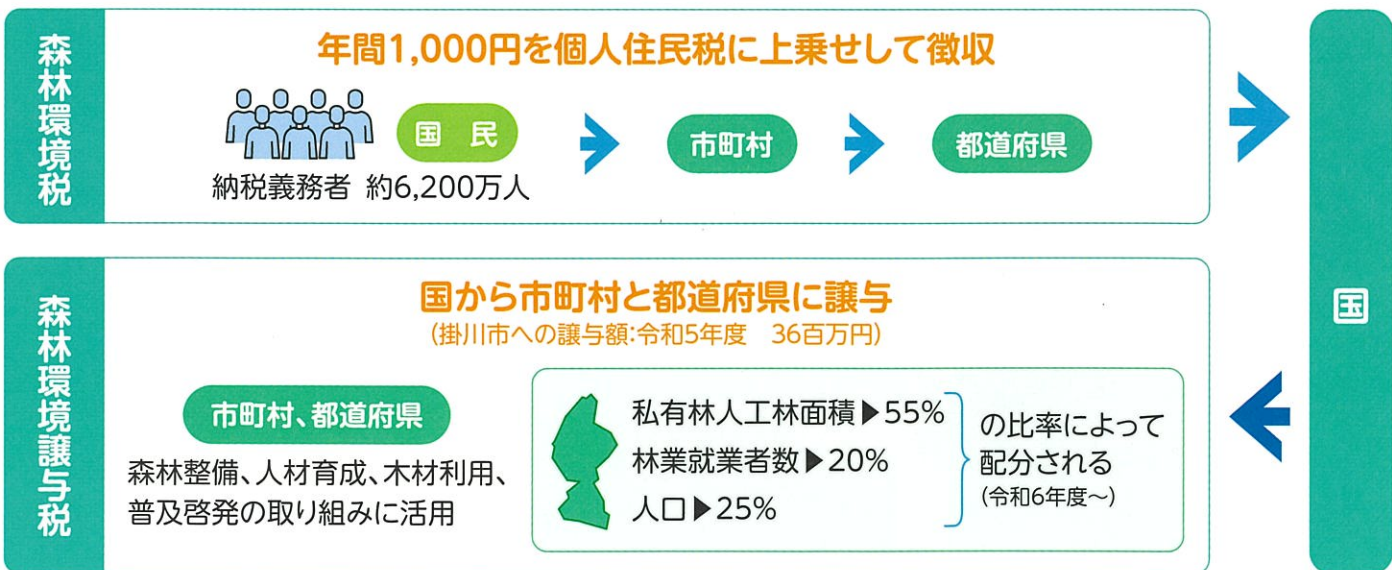 森林環境税
年間1,000円を個人住民税に上乗せして徴収
国民
納税義務者 約6,200万人
市町村
都道府県
国
森林環境譲与税
国から市町村と都道府県に譲与
(掛川市への譲与額:令和5年度 36百万円)
市町村、都道府県
森林整備、人材育成、木材利用、
普及啓発の取り組みに活用
私有林人工林面積▶55%
林業就業者数▶20%
人口▶25%
の比率によって
配分される
(令和6年度~)